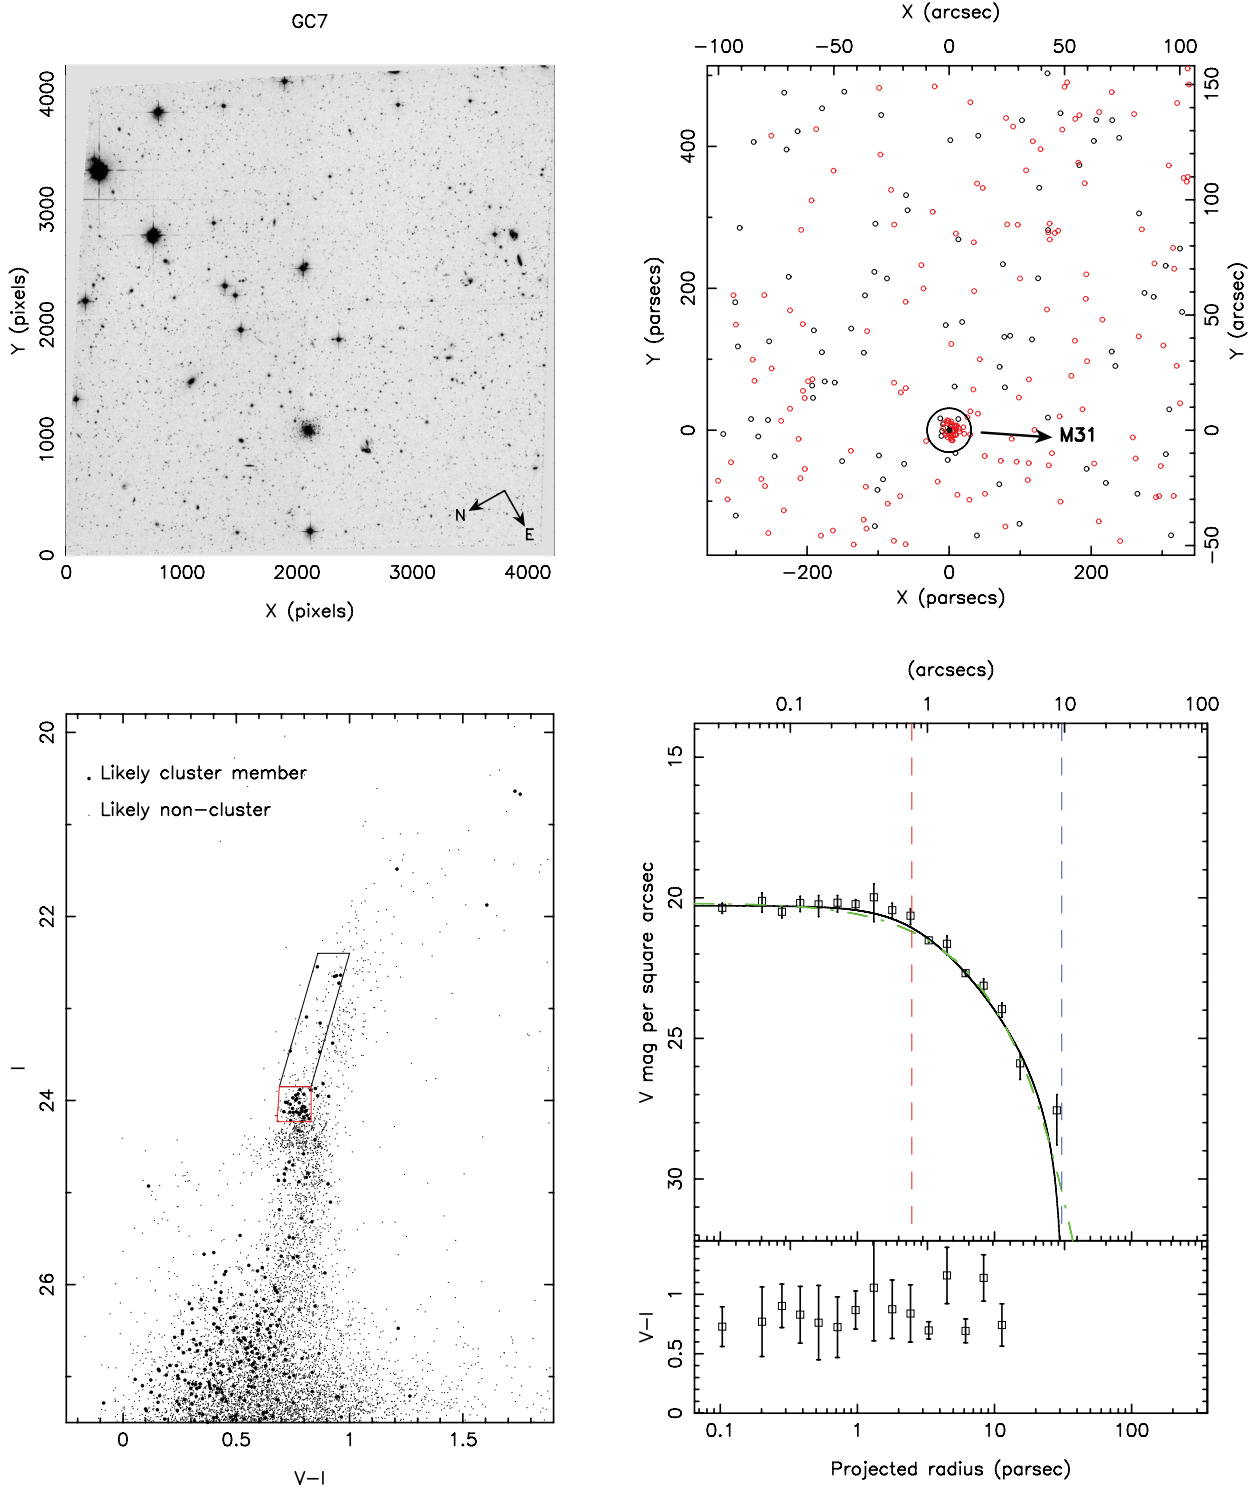 GC7
4000
3000
2000
1000
0
Y (pixels)
0 1000 2000 3000 4000
X (pixels)
N
E
X (arcsec)
−100 −50 0 50 100
400
200
0
Y (parsecs)
150
100
50
0
−50
Y (arcsec)
M31
−200 0 200
X (parsecs)
20
22
24
26
I
Likely cluster member
Likely non−cluster
0 0.5 1 1.5
V−I
(arcsecs)
0.1 1 10 100
15
20
25
30
V mag per square arcsec
1
0.5
0
V−I
0.1 1 10 100
Projected radius (parsec)